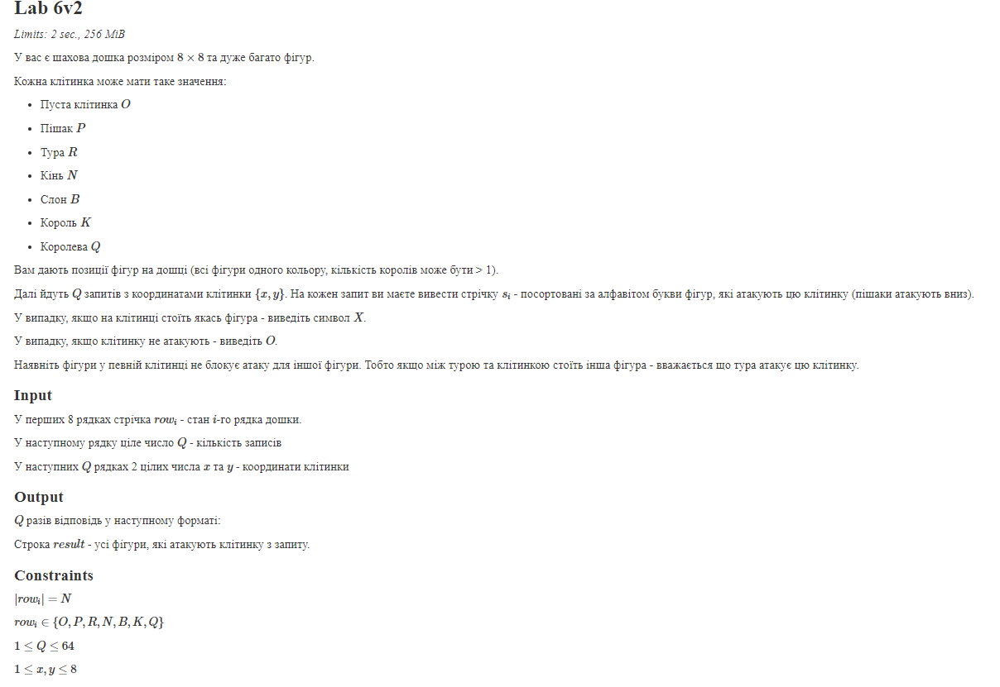 Lab 6v2
Limits: 2 sec., 256 MiB
У вас є шахова дошка розміром 8 × 8 та дуже багато фігур.
Кожна клітинка може мати таке значення:
• Пуста клітинка O
• Пішак P
• Тура R
• Кінь N
• Слон B
• Король K
• Королева Q
Вам дають позиції фігур на дошці (всі фігури одного кольору, кількість королів може бути > 1).
Далі йдуть Q запитів з координатами клітинки {x, y}. На кожен запит ви маєте вивести стрічку s_i - посортовані за алфавітом букви фігур, які атакують цю клітинку (пішаки атакують вниз).
У випадку, якщо на клітинці стоїть якась фігура - виведіть символ X.
У випадку, якщо клітинку не атакують - виведіть O.
Наявніть фігури у певній клітинці не блокує атаку для іншої фігури. Тобто якщо між турою та клітинкою стоїть інша фігура - вважається що тура атакує цю клітинку.
Input
У перших 8 рядках стрічка row_i - стан i-го рядка дошки.
У наступному рядку ціле число Q - кількість записів
У наступних Q рядках 2 цілих числа x та y - координати клітинки
Output
Q разів відповідь у наступному форматі:
Строка result - усі фігури, які атакують клітинку з запиту.
Constraints
|row_i| = N
row_i ∈ {O, P, R, N, B, K, Q}
1 ≤ Q ≤ 64
1 ≤ x, y ≤ 8